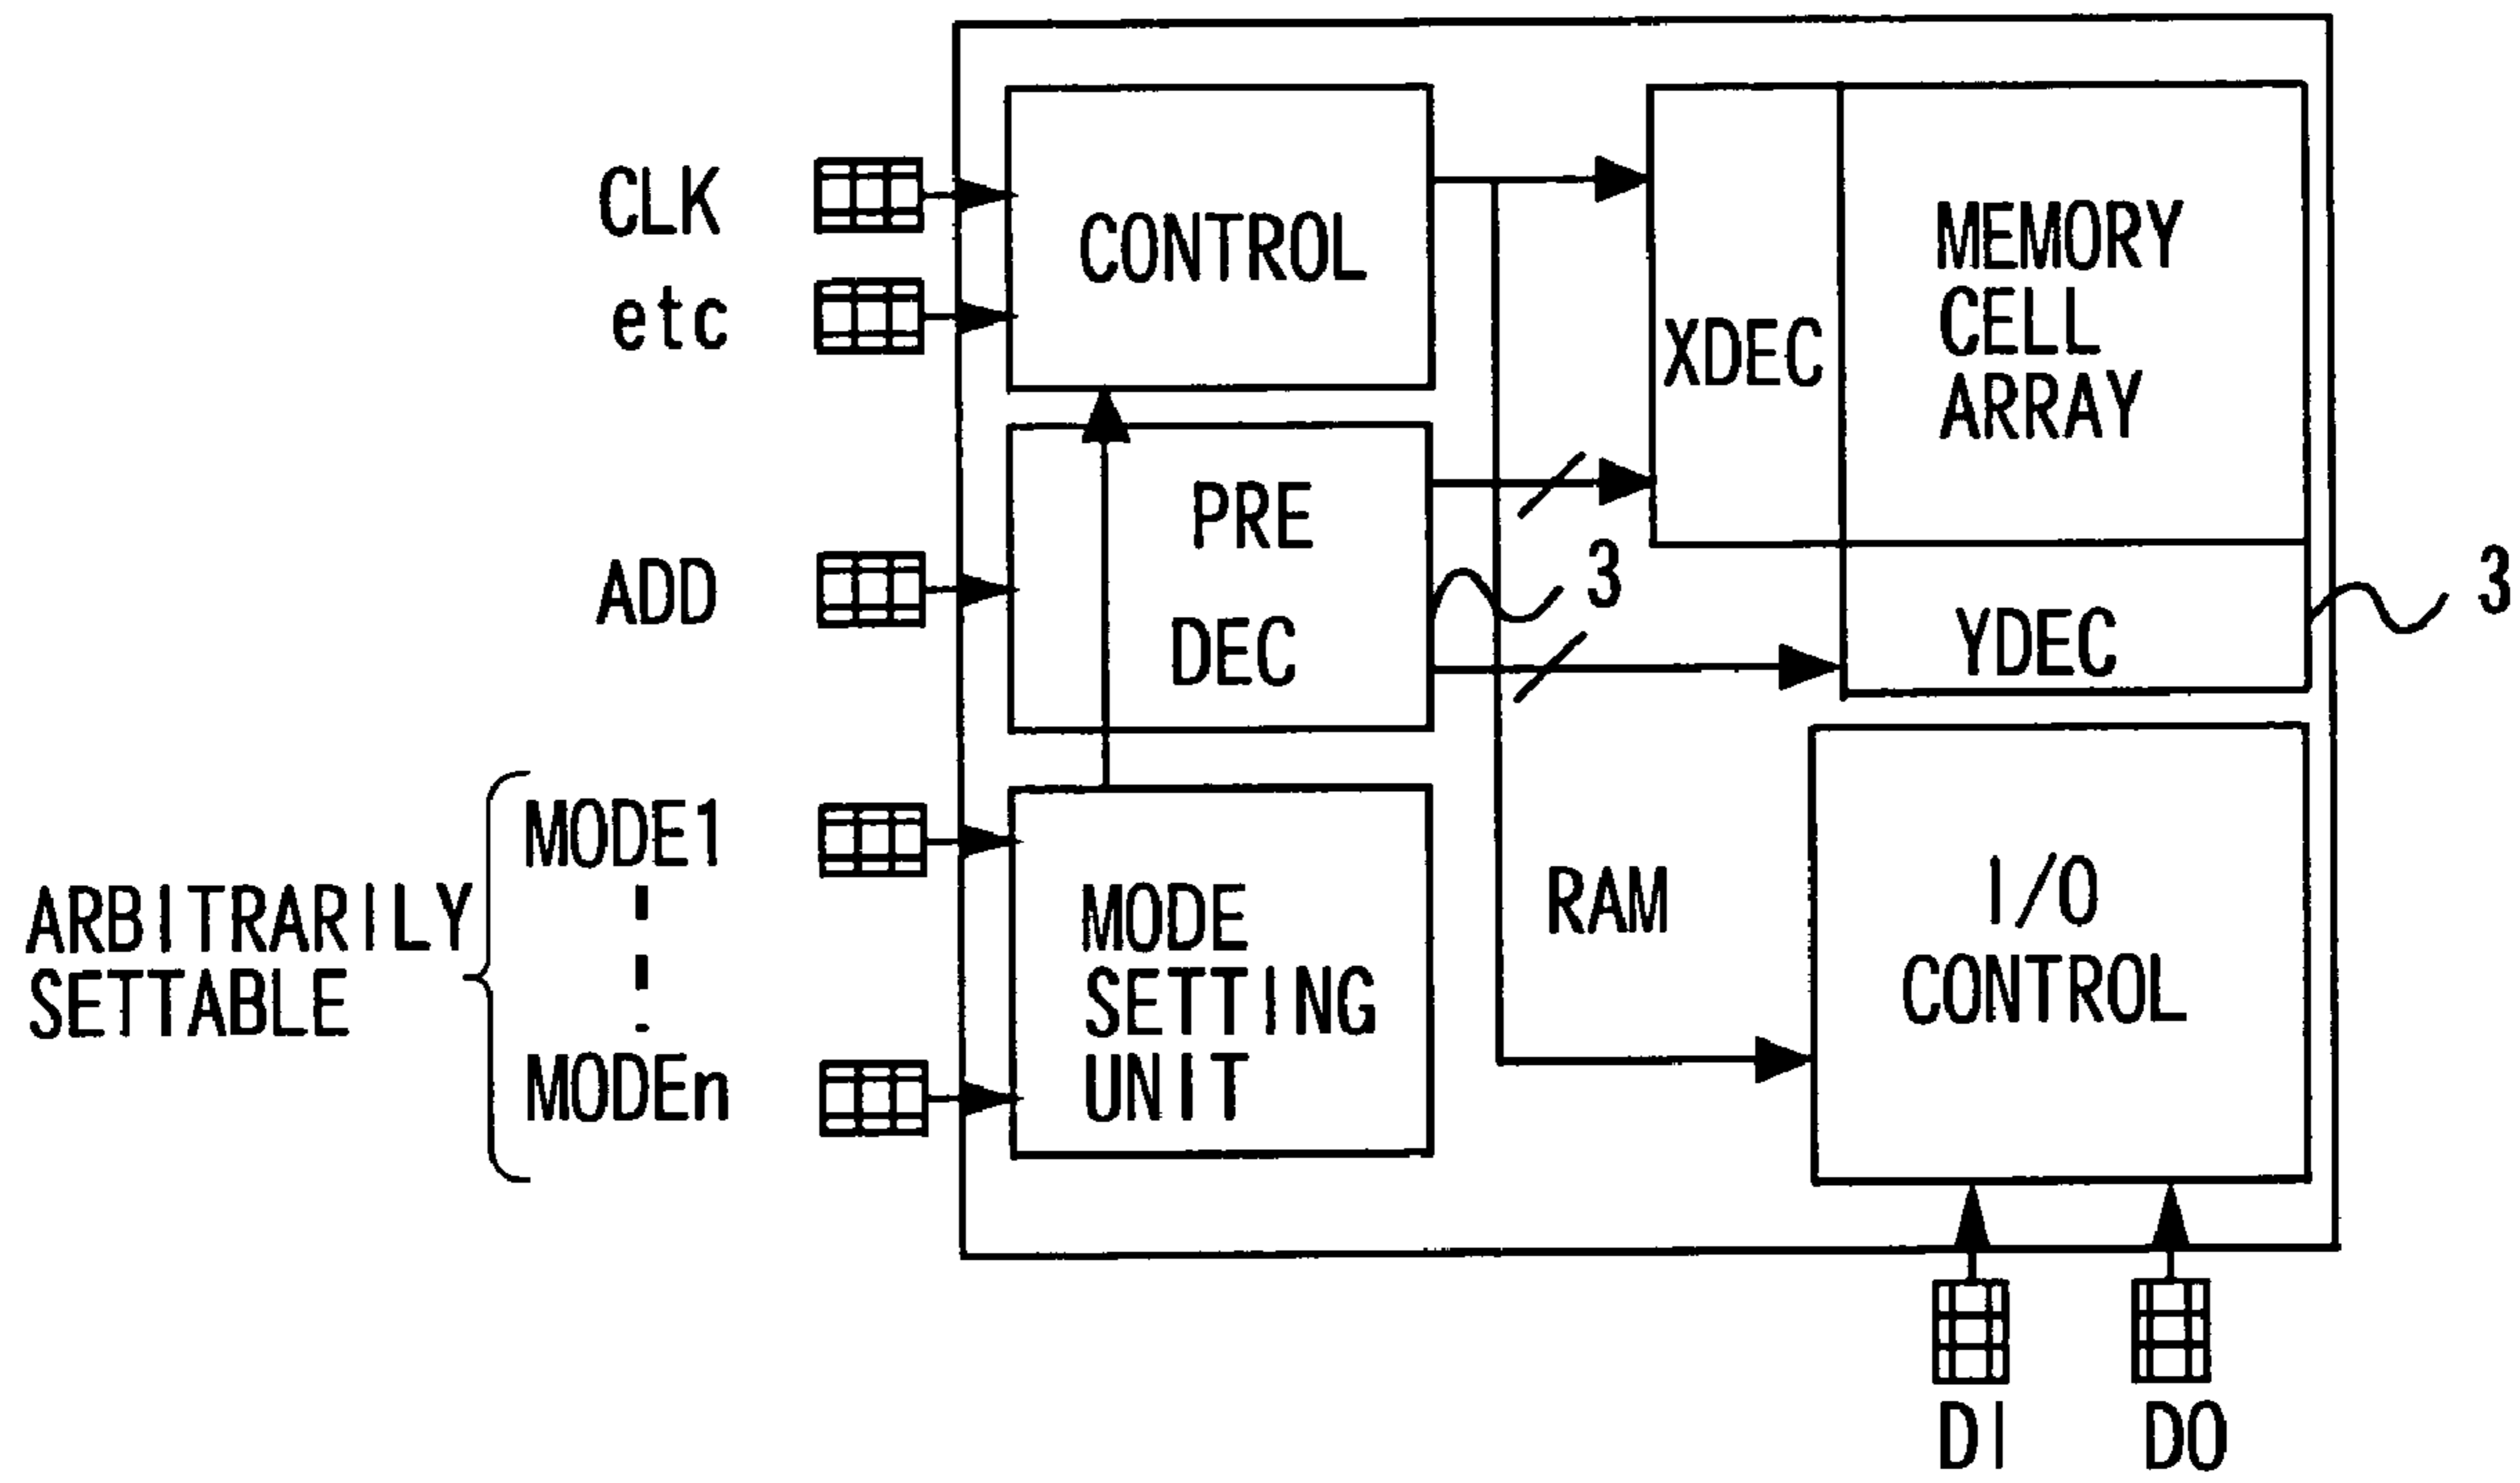 CLK
etc
ADD
ARBITRARILY
SETTABLE
MODE1
MODEn
CONTROL
PRE
DEC
3
MODE
SETTING
UNIT
RAM
XDEC
MEMORY
CELL
ARRAY
YDEC
3
I/O
CONTROL
DI
DO